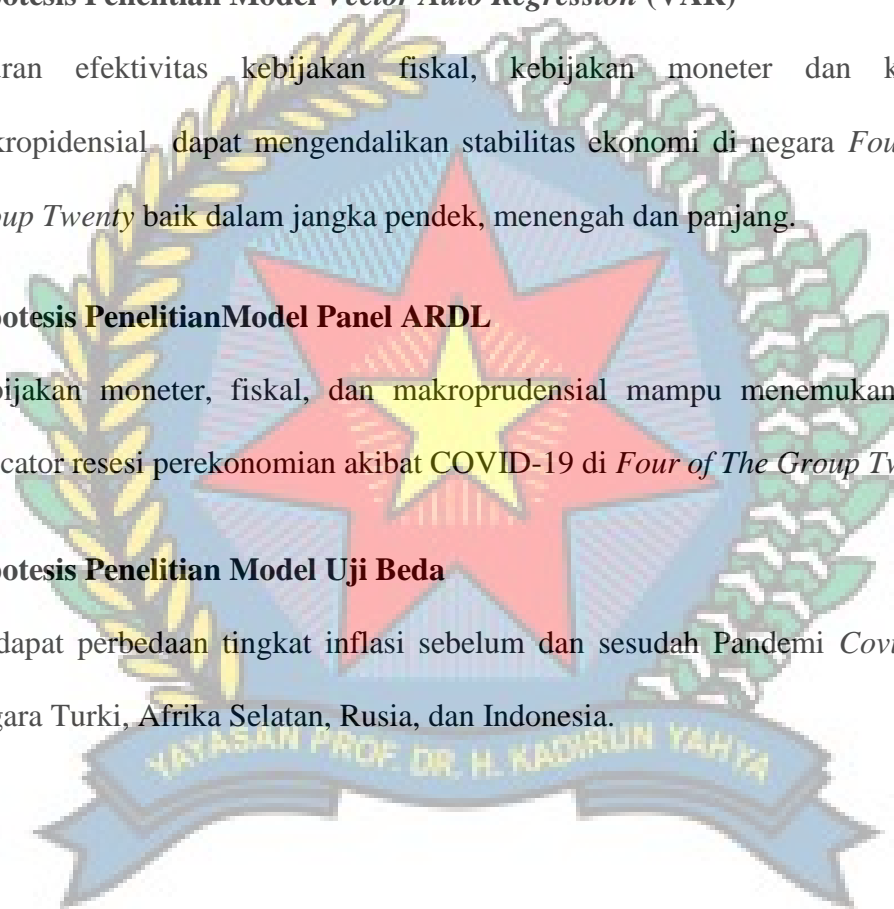 otesis Penelitian Model Vector Auto Regression (VAR)
ran efektivitas kebijakan fiskal, kebijakan moneter dan k
kropidensial dapat mengendalikan stabilitas ekonomi di negara Fou
up Twenty baik dalam jangka pendek, menengah dan panjang.
otesis PenelitianModel Panel ARDL
ijakan moneter, fiskal, dan makroprudensial mampu menemukan
cator resesi perekonomian akibat COVID-19 di Four of The Group Tw
otesis Penelitian Model Uji Beda
dapat perbedaan tingkat inflasi sebelum dan sesudah Pandemi Covi
gara Turki, Afrika Selatan, Rusia, dan Indonesia.
YAYASAN PROF. DR. H. KADIRUN YAHYA